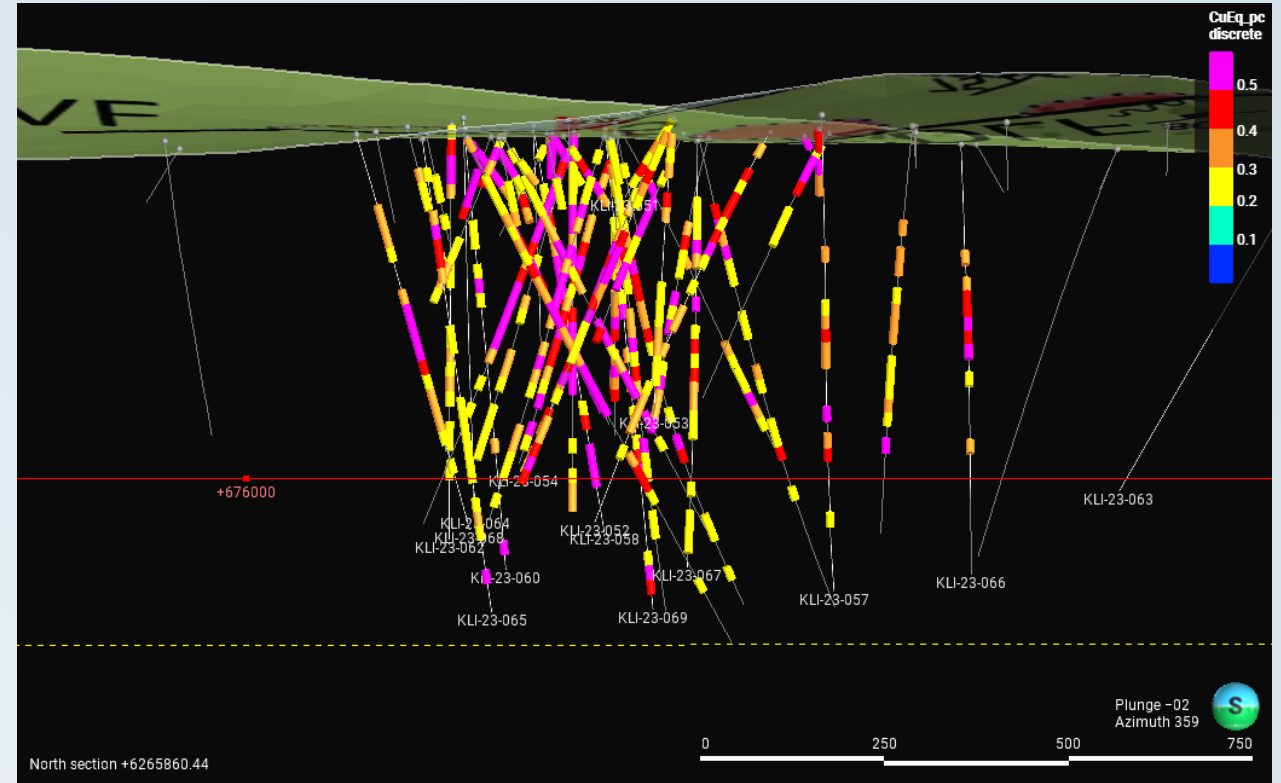 CuEq_pc
discrete
0.5
0.4
0.3
0.2
0.1
VF
KLI-23-051
KLI-23-053
+676000
KLI-23-054
KLI-23-063
KLI-23-064
KLI-23-068
KLI-23-062
KLI-23-052
KLI-23-058
KLI-23-060
KLI-23-067
KLI-23-066
KLI-23-057
KLI-23-065
KLI-23-069
Plunge −02
Azimuth 359
S
0 250 500 750
North section +6265860.44